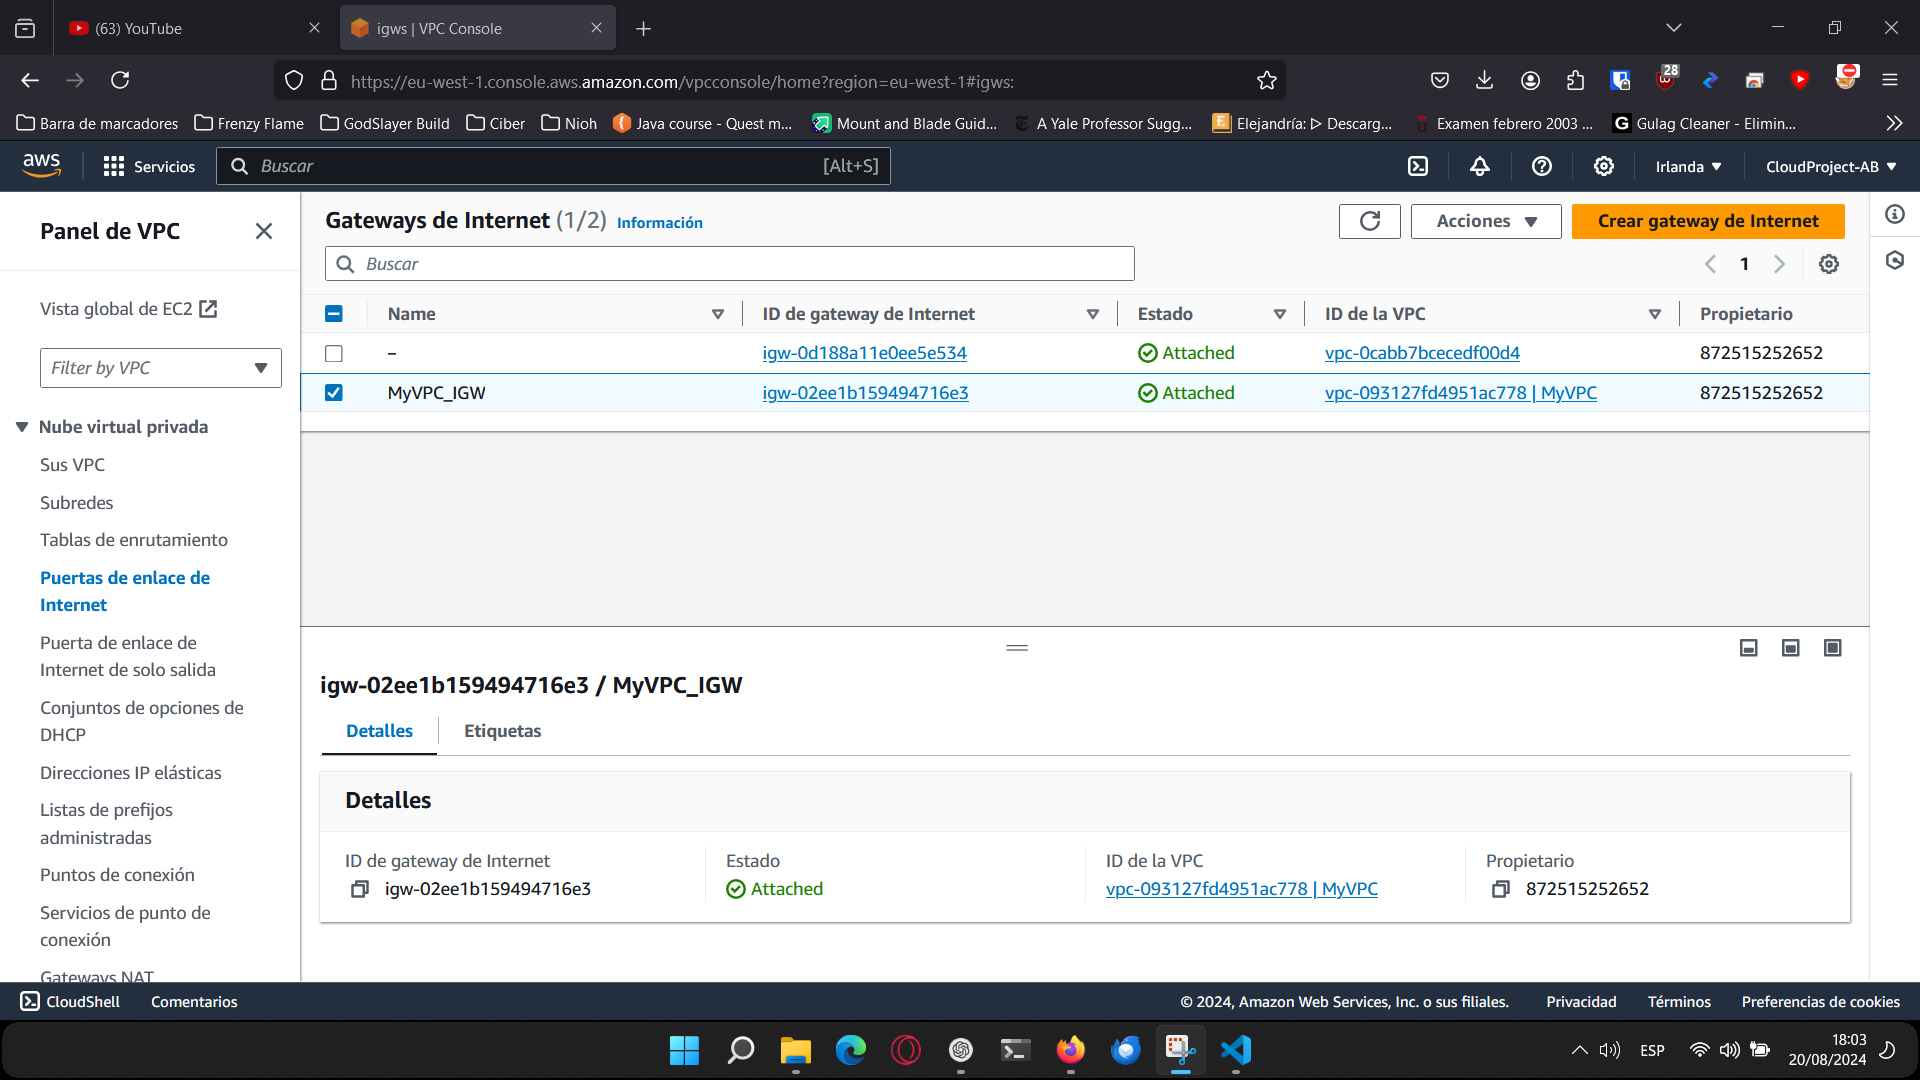 (63) YouTube
igws | VPC Console
https://eu-west-1.console.aws.amazon.com/vpcconsole/home?region=eu-west-1#igws:
28
Barra de marcadores
Frenzy Flame
GodSlayer Build
Ciber
Nioh
Java course - Quest m...
Mount and Blade Guid...
A Yale Professor Sugg...
Elejandría: ᐅ Descarg...
Examen febrero 2003 ...
Gulag Cleaner - Elimin...
aws
Servicios
Buscar
[Alt+S]
Irlanda
CloudProject-AB
Panel de VPC
Vista global de EC2
Filter by VPC
Nube virtual privada
Sus VPC
Subredes
Tablas de enrutamiento
Puertas de enlace de
Internet
Puerta de enlace de
Internet de solo salida
Conjuntos de opciones de
DHCP
Direcciones IP elásticas
Listas de prefijos
administradas
Puntos de conexión
Servicios de punto de
conexión
Gateways NAT
Gateways de Internet (1/2) Información
Acciones
Crear gateway de Internet
Buscar
1
Name
ID de gateway de Internet
Estado
ID de la VPC
Propietario
–
igw-0d188a11e0ee5e534
Attached
vpc-0cabb7bcecedf00d4
872515252652
MyVPC_IGW
igw-02ee1b159494716e3
Attached
vpc-093127fd4951ac778 | MyVPC
872515252652
igw-02ee1b159494716e3 / MyVPC_IGW
Detalles
Etiquetas
Detalles
ID de gateway de Internet
igw-02ee1b159494716e3
Estado
Attached
ID de la VPC
vpc-093127fd4951ac778 | MyVPC
Propietario
872515252652
CloudShell
Comentarios
© 2024, Amazon Web Services, Inc. o sus filiales.
Privacidad
Términos
Preferencias de cookies
ESP
18:03
20/08/2024